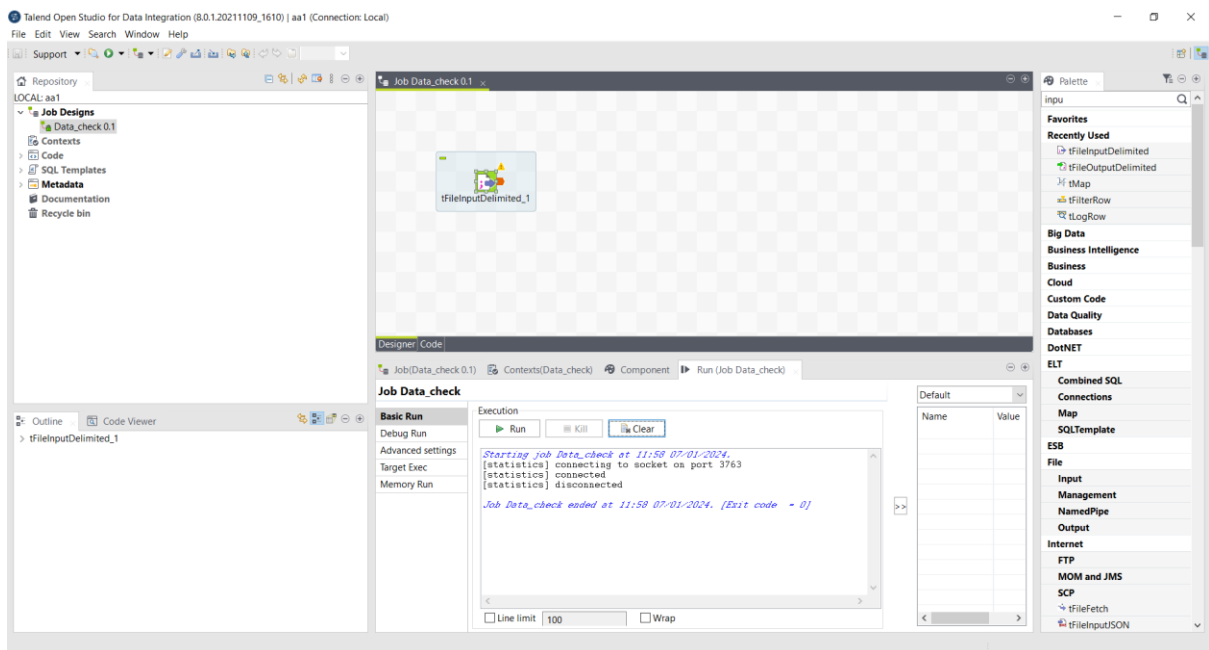 Talend Open Studio for Data Integration (8.0.1.20211109_1610) | aa1 (Connection: Local)
File Edit View Search Window Help
Support
Repository
LOCAL: aa1
Job Designs
Data_check 0.1
Contexts
Code
SQL Templates
Metadata
Documentation
Recycle bin
Outline
Code Viewer
tFileInputDelimited_1
Job Data_check 0.1
tFileInputDelimited_1
Designer Code
Job(Data_check 0.1) Contexts(Data_check) Component Run (Job Data_check)
Job Data_check
Basic Run
Debug Run
Advanced settings
Target Exec
Memory Run
Execution
Run Kill Clear
Starting job Data_check at 11:58 07/01/2024.
[statistics] connecting to socket on port 3763
[statistics] connected
[statistics] disconnected
Job Data_check ended at 11:58 07/01/2024. [Exit code = 0]
Line limit 100 Wrap
>>
Default
Name Value
Palette
inpu
Favorites
Recently Used
tFileInputDelimited
tFileOutputDelimited
tMap
tFilterRow
tLogRow
Big Data
Business Intelligence
Business
Cloud
Custom Code
Data Quality
Databases
DotNET
ELT
Combined SQL
Connections
Map
SQLTemplate
ESB
File
Input
Management
NamedPipe
Output
Internet
FTP
MOM and JMS
SCP
tFileFetch
tFileInputJSON